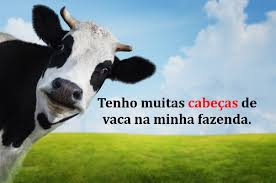 Tenho muitas cabeças de
vaca na minha fazenda.